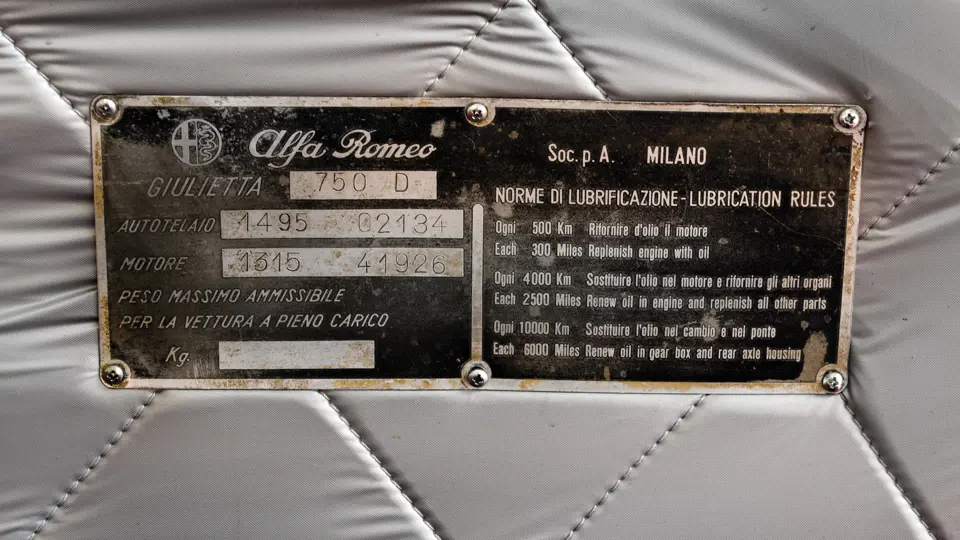 Alfa Romeo
GIULIETTA 750 D
AUTOTELAIO 1495 02134
MOTORE 1315 41926
PESO MASSIMO AMMISSIBILE
PER LA VETTURA A PIENO CARICO
Kg.
Soc. p. A. MILANO
NORME DI LUBRIFICAZIONE - LUBRICATION RULES
Ogni 500 Km Rifornire d'olio il motore
Each 300 Miles Replenish engine with oil
Ogni 4000 Km Sostituire l'olio nel motore e rifornire gli altri organi
Each 2500 Miles Renew oil in engine and replenish all other parts
Ogni 10000 Km Sostituire l'olio nel cambio e nel ponte
Each 6000 Miles Renew oil in gear box and rear axle housing